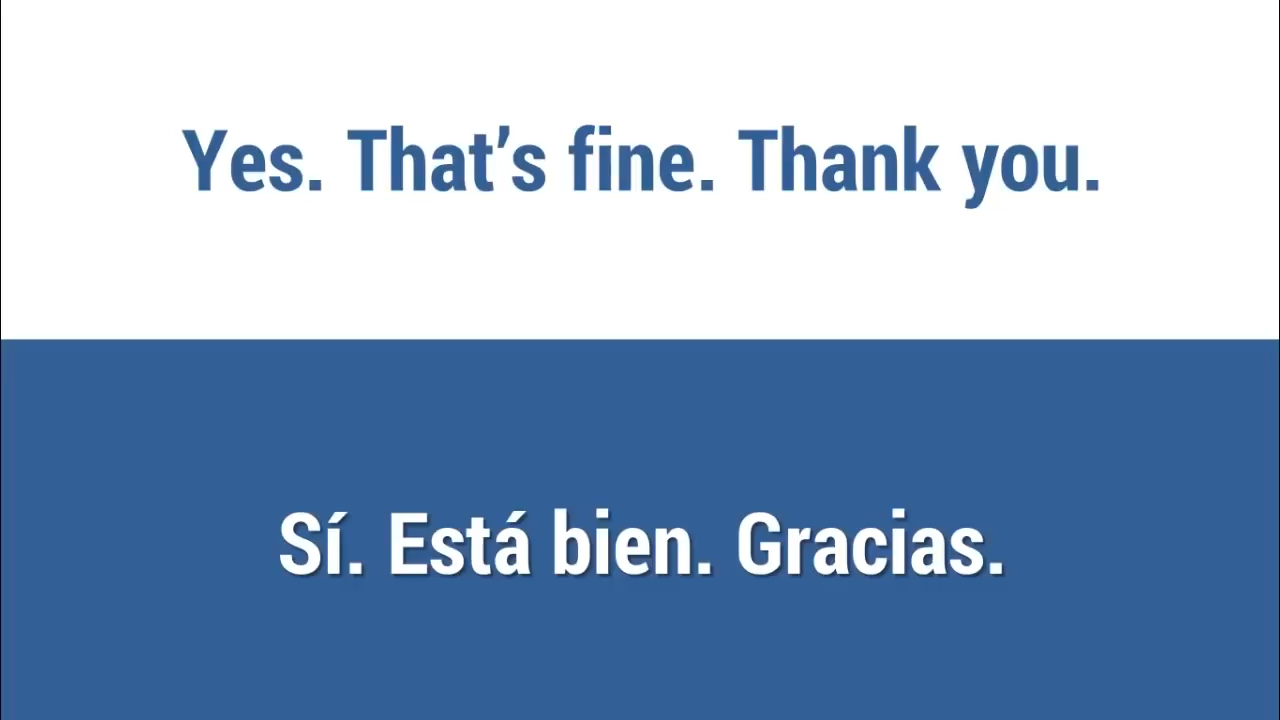 Yes. That’s fine. Thank you.
Sí. Está bien. Gracias.